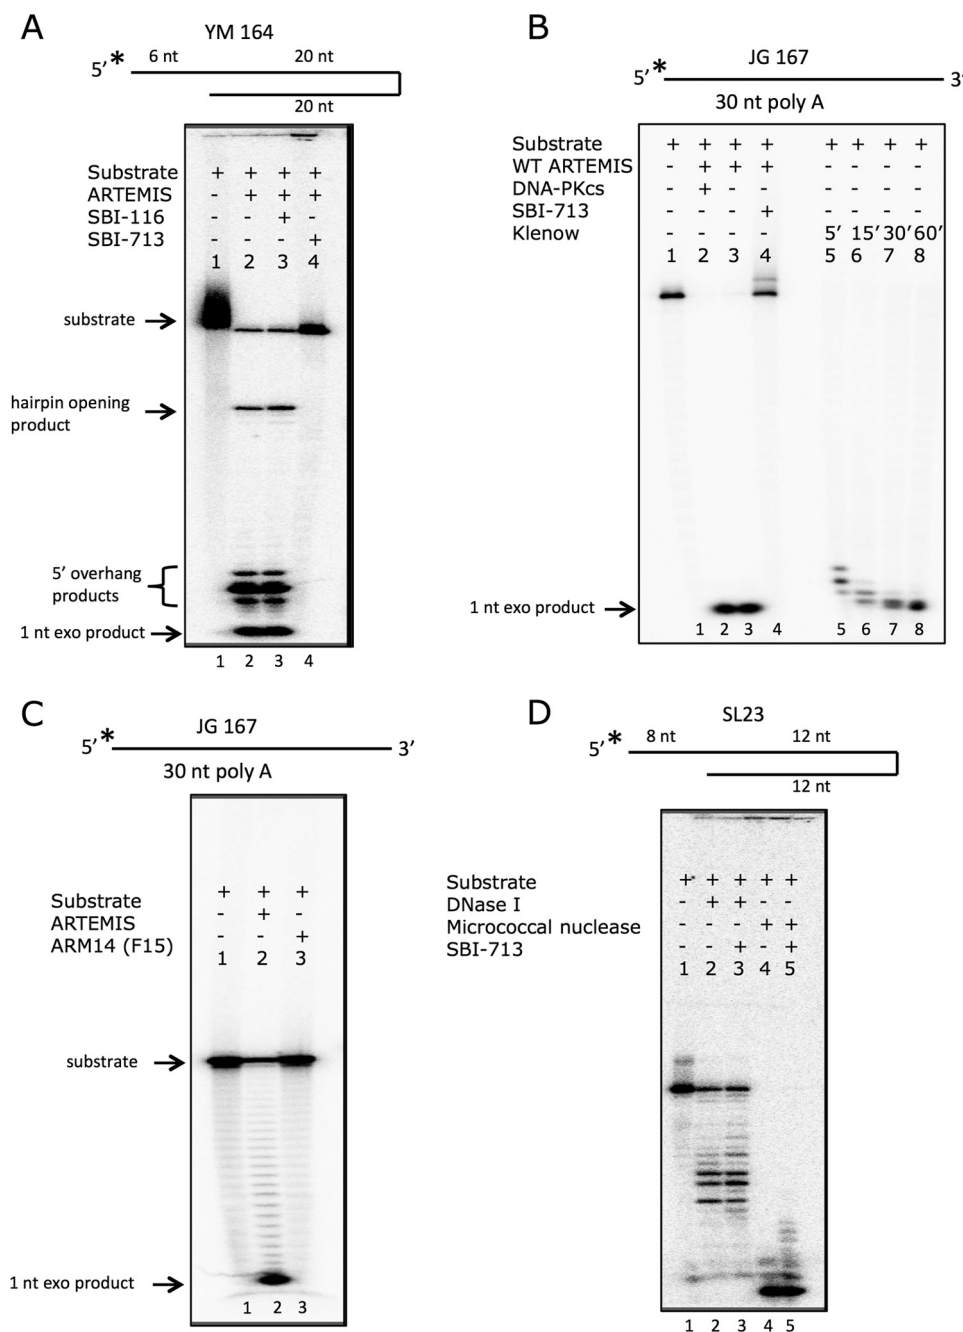 A
YM 164
5′ * 6 nt 20 nt
20 nt
Substrate + + + +
ARTEMIS - + + +
SBI-116 - - + -
SBI-713 - - - +
1 2 3 4
substrate
hairpin opening
product
5′ overhang
products
1 nt exo product
1 2 3 4
B
JG 167
5′ * 3′
30 nt poly A
Substrate + + + + + + + +
WT ARTEMIS - + + + - - - -
DNA-PKcs - + - - - - - -
SBI-713 - - - + - - - -
Klenow - - - - 5′ 15′ 30′ 60′
1 2 3 4 5 6 7 8
1 nt exo product
1 2 3 4 5 6 7 8
C
JG 167
5′ * 3′
30 nt poly A
Substrate + + +
ARTEMIS - + -
ARM14 (F15) - - +
1 2 3
substrate
1 nt exo product
1 2 3
D
SL23
5′ * 8 nt 12 nt
12 nt
Substrate + + + + +
DNase I - + + - -
Micrococcal nuclease - - - + +
SBI-713 - - + - +
1 2 3 4 5
1 2 3 4 5